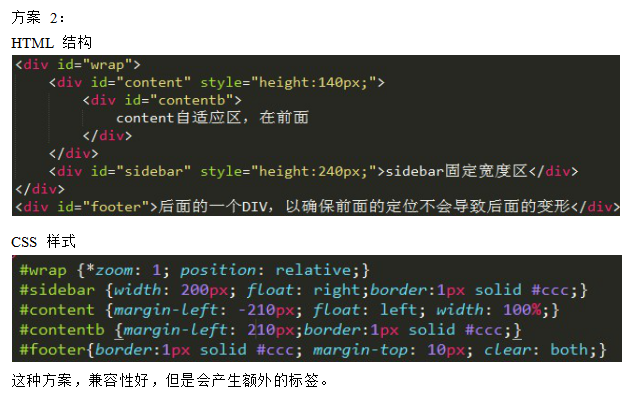 方案 2：
HTML 结构
<div id="wrap">
    <div id="content" style="height:140px;">
        <div id="contentb">
            content自适应区，在前面
        </div>
    </div>
    <div id="sidebar" style="height:240px;">sidebar固定宽度区</div>
</div>
<div id="footer">后面的一个DIV，以确保前面的定位不会导致后面的变形</div>
CSS 样式
#wrap {*zoom: 1; position: relative;}
#sidebar {width: 200px; float: right;border:1px solid #ccc;}
#content {margin-left: -210px; float: left; width: 100%;}
#contentb {margin-left: 210px;border:1px solid #ccc;}
#footer{border:1px solid #ccc; margin-top: 10px; clear: both;}
这种方案，兼容性好，但是会产生额外的标签。